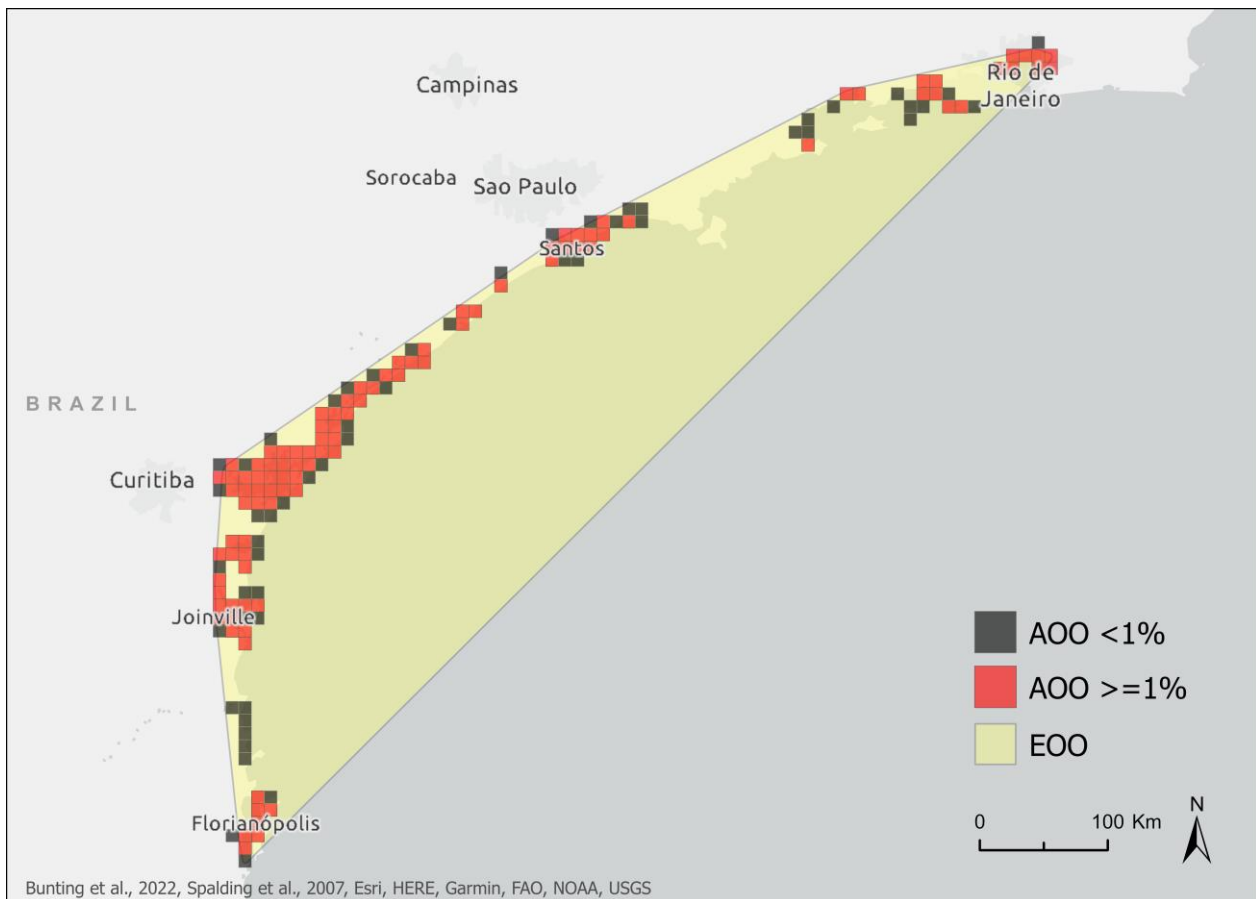 Campinas
Rio de
Janeiro
Sorocaba
Sao Paulo
Santos
BRAZIL
Curitiba
Joinville
Florianópolis
AOO <1%
AOO >=1%
EOO
N
0 100 Km
Bunting et al., 2022, Spalding et al., 2007, Esri, HERE, Garmin, FAO, NOAA, USGS